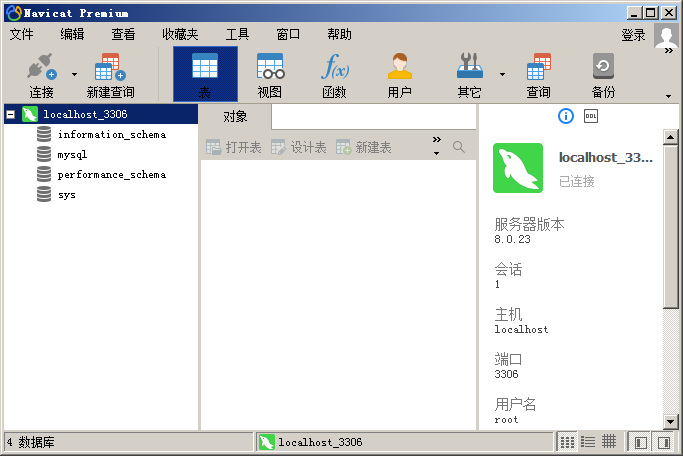 Navicat Premium
文件 编辑 查看 收藏夹 工具 窗口 帮助 登录
连接 新建查询 表 视图 函数 用户 其它 查询 备份
f(x)
localhost_3306
information_schema
mysql
performance_schema
sys
对象
打开表 设计表 新建表
DDL
localhost_33...
已连接
服务器版本
8.0.23
会话
1
主机
localhost
端口
3306
用户名
root
4 数据库
localhost_3306